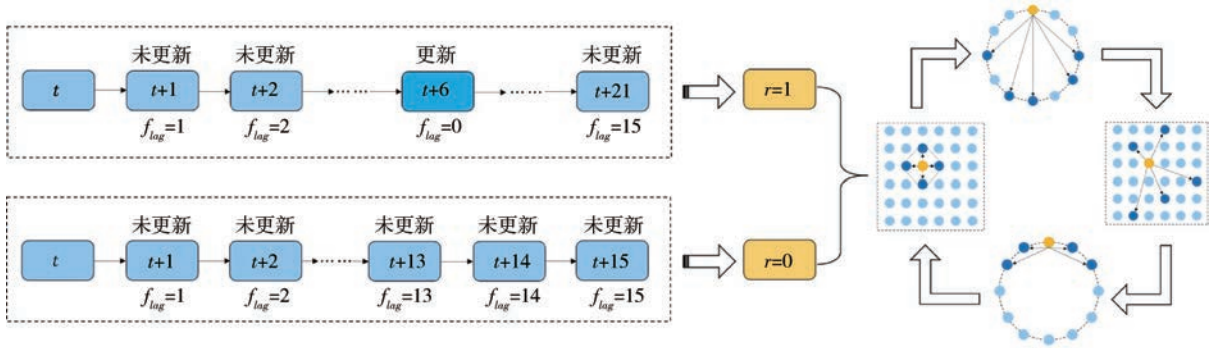 未更新 未更新 更新 未更新
t t+1 t+2 …… t+6 …… t+21
f_lag=1 f_lag=2 f_lag=0 f_lag=15
r=1
未更新 未更新 未更新 未更新 未更新
t t+1 t+2 …… t+13 t+14 t+15
f_lag=1 f_lag=2 f_lag=13 f_lag=14 f_lag=15
r=0